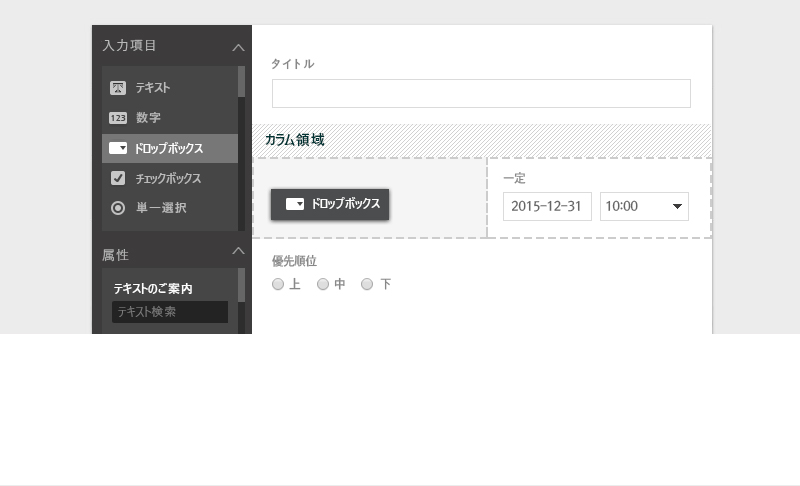 入力項目
テキスト
123 数字
ドロップボックス
チェックボックス
単一選択
属性
テキストのご案内
テキスト検索
タイトル
カラム領域
ドロップボックス
一定
2015-12-31 10:00
優先順位
上 中 下